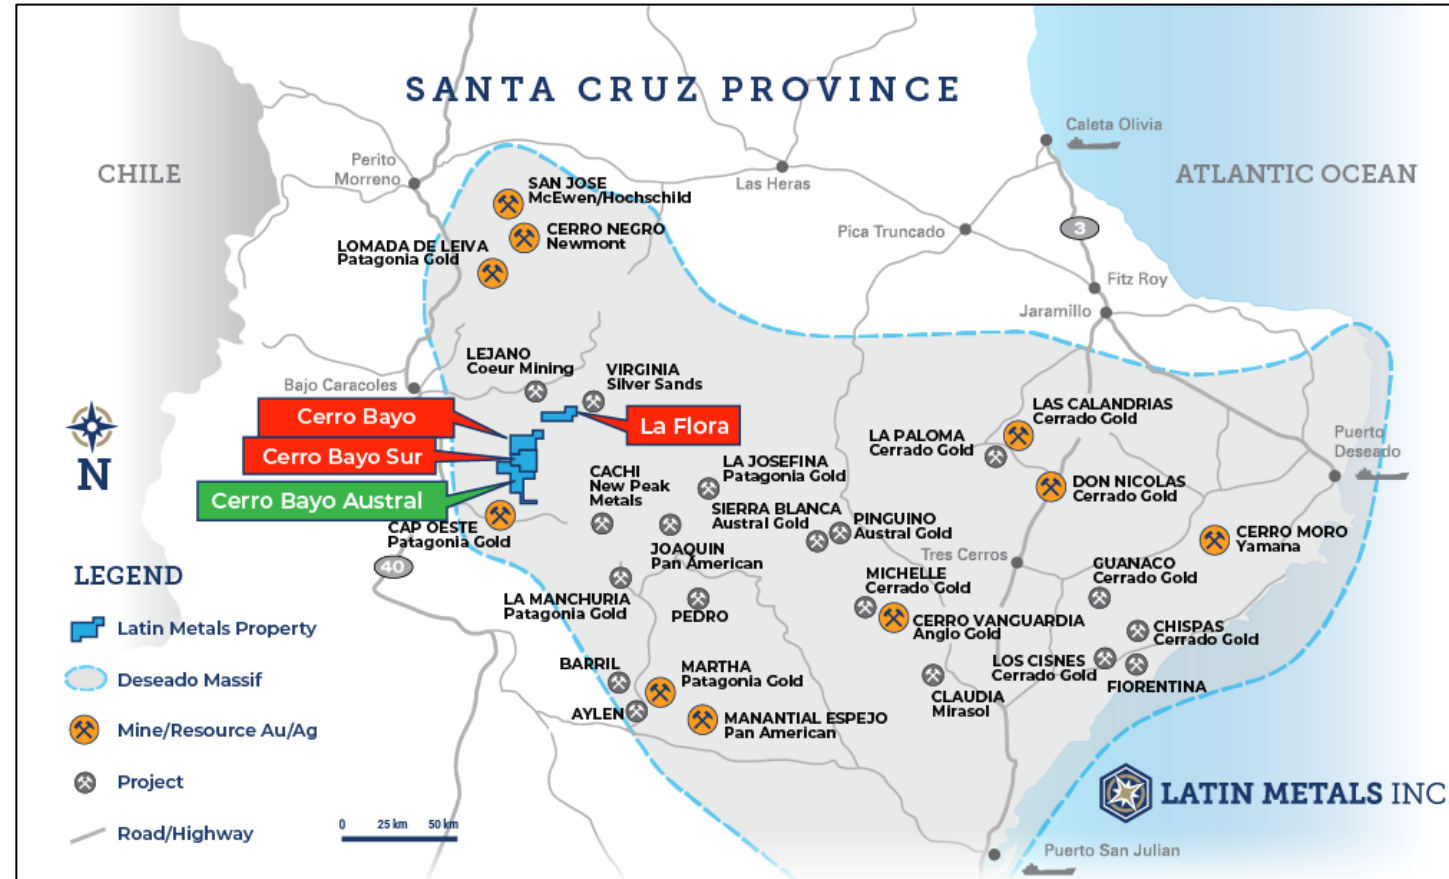 SANTA CRUZ PROVINCE
CHILE
ATLANTIC OCEAN
Caleta Olivia
Perito
Morreno
Las Heras
SAN JOSE
McEwen/Hochschild
CERRO NEGRO
Newmont
LOMADA DE LEIVA
Patagonia Gold
Pica Truncado
3
Fitz Roy
Jaramillo
LEJANO
Coeur Mining
VIRGINIA
Silver Sands
Bajo Caracoles
Cerro Bayo
La Flora
Cerro Bayo Sur
Cerro Bayo Austral
N
LAS CALANDRIAS
Cerrado Gold
LA PALOMA
Cerrado Gold
Puerto
Deseado
CACHI
New Peak
Metals
LA JOSEFINA
Patagonia Gold
DON NICOLAS
Cerrado Gold
SIERRA BLANCA
Austral Gold
PINGUINO
Austral Gold
CAP OESTE
Patagonia Gold
CERRO MORO
Yamana
JOAQUIN
Pan American
Tres Cerros
40
GUANACO
Cerrado Gold
MICHELLE
Cerrado Gold
LA MANCHURIA
Patagonia Gold
PEDRO
CERRO VANGUARDIA
Anglo Gold
CHISPAS
Cerrado Gold
BARRIL
MARTHA
Patagonia Gold
LOS CISNES
Cerrado Gold
FIORENTINA
CLAUDIA
Mirasol
AYLEN
MANANTIAL ESPEJO
Pan American
LEGEND
Latin Metals Property
Deseado Massif
Mine/Resource Au/Ag
Project
Road/Highway
0 25 km 50 km
LATIN METALS INC
Puerto San Julian